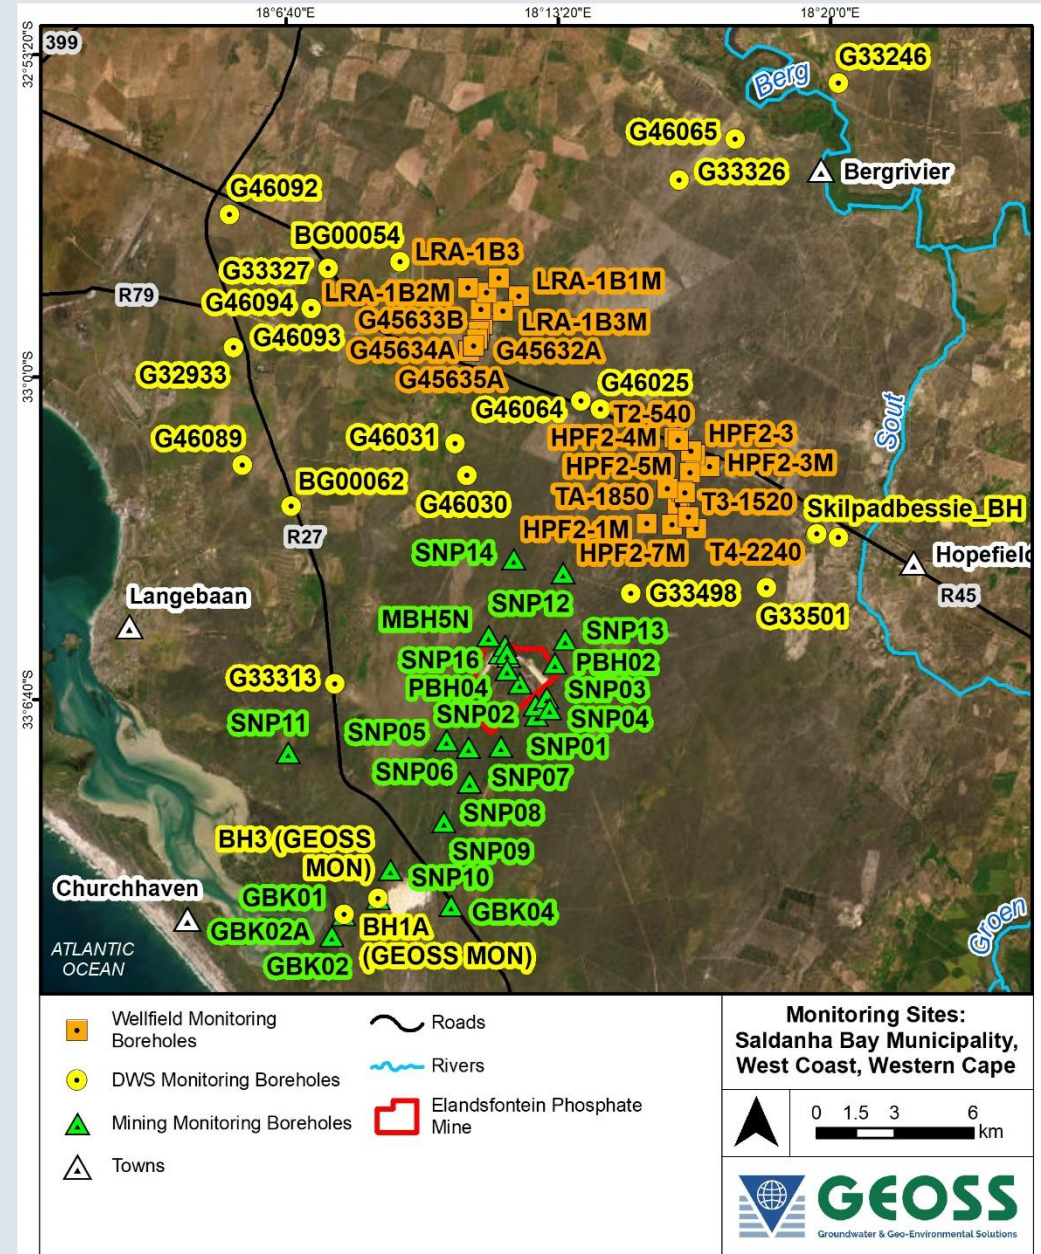 18°6'40"E
18°13'20"E
18°20'0"E
32°53'20"S
33°0'0"S
33°6'40"S
399
G33246
Berg
G46065
G33326
Bergrivier
G46092
BG00054
LRA-1B3
G33327
LRA-1B2M
LRA-1B1M
R79
G46094
G45633B
LRA-1B3M
G46093
G45634A
G45632A
G32933
G45635A
G46025
G46064
T2-540
Sout
G46089
G46031
HPF2-4M
HPF2-3
HPF2-5M
HPF2-3M
BG00062
G46030
TA-1850
T3-1520
Skilpadbessie_BH
R27
HPF2-1M
SNP14
HPF2-7M
T4-2240
Hopefield
Langebaan
SNP12
G33498
R45
G33501
MBH5N
SNP13
SNP16
PBH02
G33313
PBH04
SNP03
SNP02
SNP04
SNP11
SNP05
SNP01
SNP06
SNP07
SNP08
BH3 (GEOSS
MON)
SNP09
SNP10
Churchhaven
GBK01
GBK04
GBK02A
BH1A
(GEOSS MON)
GBK02
Groen
ATLANTIC
OCEAN
Wellfield Monitoring
Boreholes
DWS Monitoring Boreholes
Mining Monitoring Boreholes
Towns
Roads
Rivers
Elandsfontein Phosphate
Mine
Monitoring Sites:
Saldanha Bay Municipality,
West Coast, Western Cape
0 1.5 3 6
km
GEOSS
Groundwater & Geo-Environmental Solutions